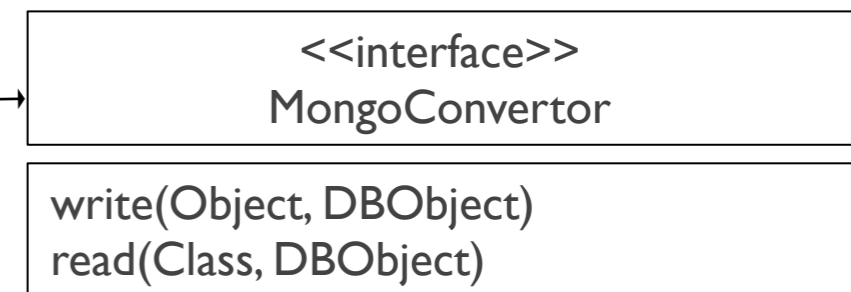 <<interface>>
MongoConvertor
write(Object, DBObject)
read(Class, DBObject)